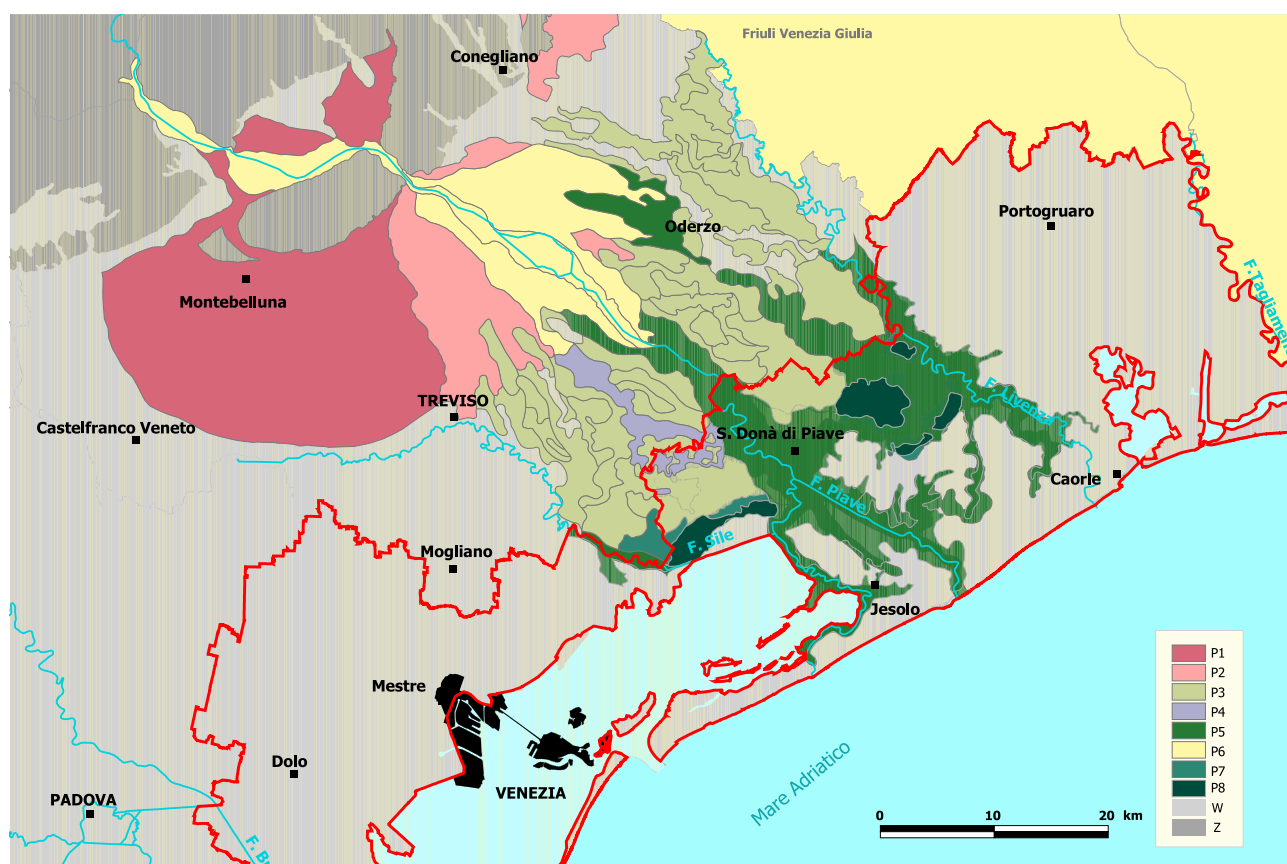 Friuli Venezia Giulia
Conegliano
Portogruaro
Oderzo
F. Tagliamen
Montebelluna
F. Livenza
TREVISO
Castelfranco Veneto
S. Donà di Piave
Caorle
F. Piave
F. Sile
Mogliano
Jesolo
Mestre
Dolo
VENEZIA
PADOVA
F. B
Mare Adriatico
0 10 20 km
P1
P2
P3
P4
P5
P6
P7
P8
W
Z